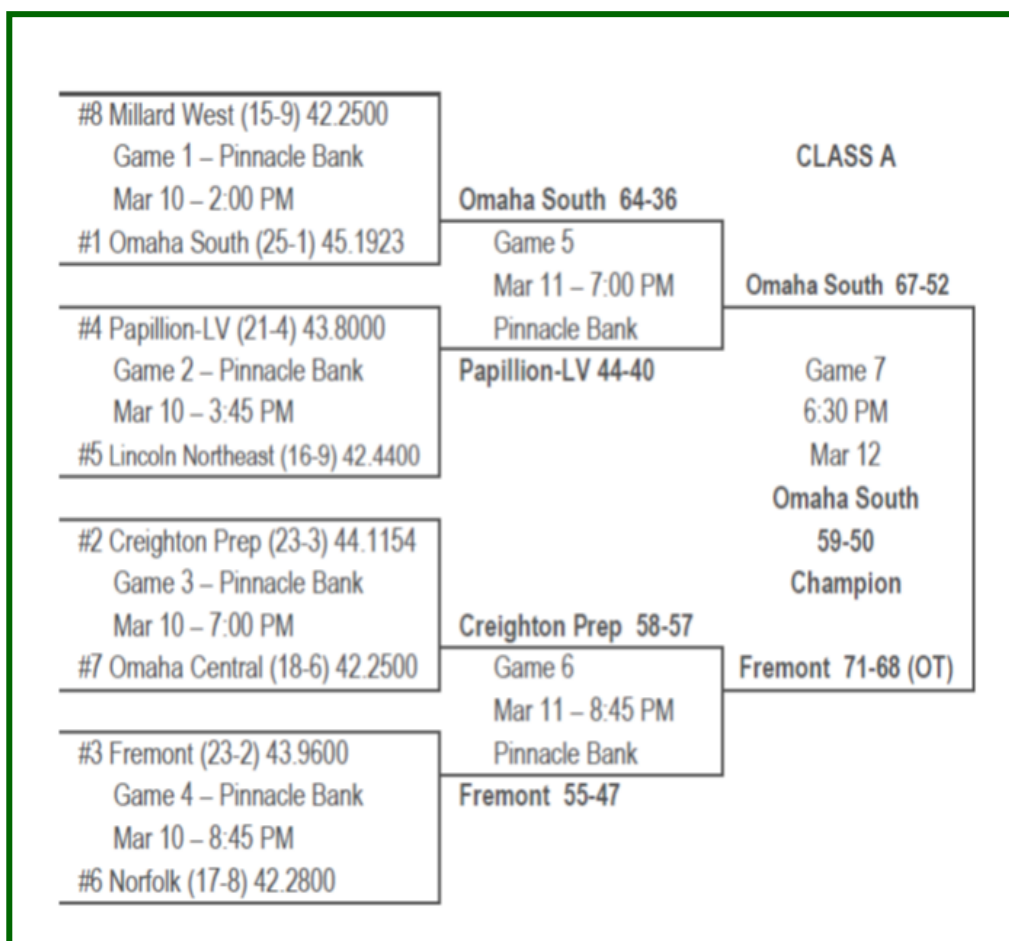 #8 Millard West (15-9) 42.2500
Game 1 – Pinnacle Bank
Mar 10 – 2:00 PM
#1 Omaha South (25-1) 45.1923
#4 Papillion-LV (21-4) 43.8000
Game 2 – Pinnacle Bank
Mar 10 – 3:45 PM
#5 Lincoln Northeast (16-9) 42.4400
#2 Creighton Prep (23-3) 44.1154
Game 3 – Pinnacle Bank
Mar 10 – 7:00 PM
#7 Omaha Central (18-6) 42.2500
#3 Fremont (23-2) 43.9600
Game 4 – Pinnacle Bank
Mar 10 – 8:45 PM
#6 Norfolk (17-8) 42.2800
Omaha South 64-36
Game 5
Mar 11 – 7:00 PM
Pinnacle Bank
Papillion-LV 44-40
Creighton Prep 58-57
Game 6
Mar 11 – 8:45 PM
Pinnacle Bank
Fremont 55-47
CLASS A
Omaha South 67-52
Game 7
6:30 PM
Mar 12
Omaha South
59-50
Champion
Fremont 71-68 (OT)